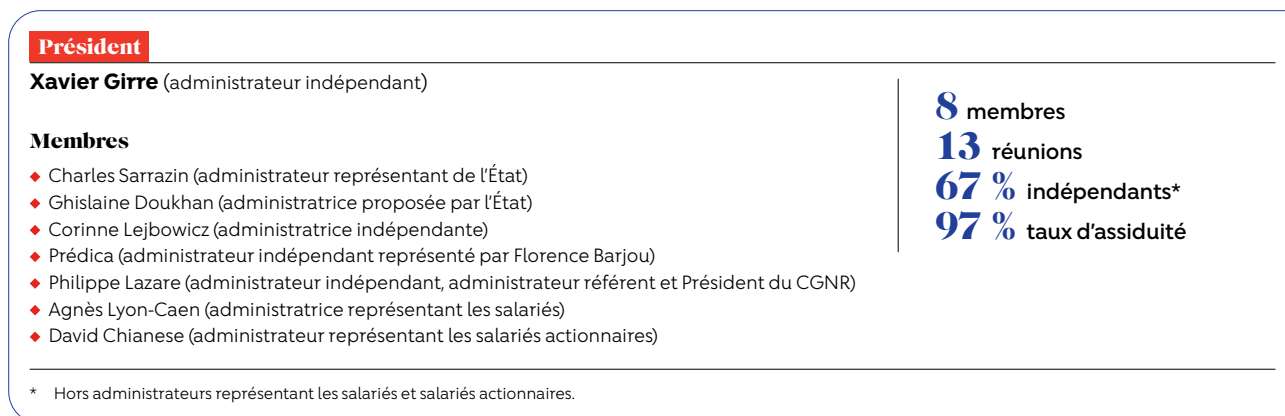 Président
Xavier Girre (administrateur indépendant)
Membres
◆ Charles Sarrazin (administrateur représentant de l’État)
◆ Ghislaine Doukhan (administratrice proposée par l’État)
◆ Corinne Lejbowicz (administratrice indépendante)
◆ Prédica (administrateur indépendant représenté par Florence Barjou)
◆ Philippe Lazare (administrateur indépendant, administrateur référent et Président du CGNR)
◆ Agnès Lyon-Caen (administratrice représentant les salariés)
◆ David Chianese (administrateur représentant les salariés actionnaires)
8 membres
13 réunions
67 % indépendants*
97 % taux d’assiduité
* Hors administrateurs représentant les salariés et salariés actionnaires.